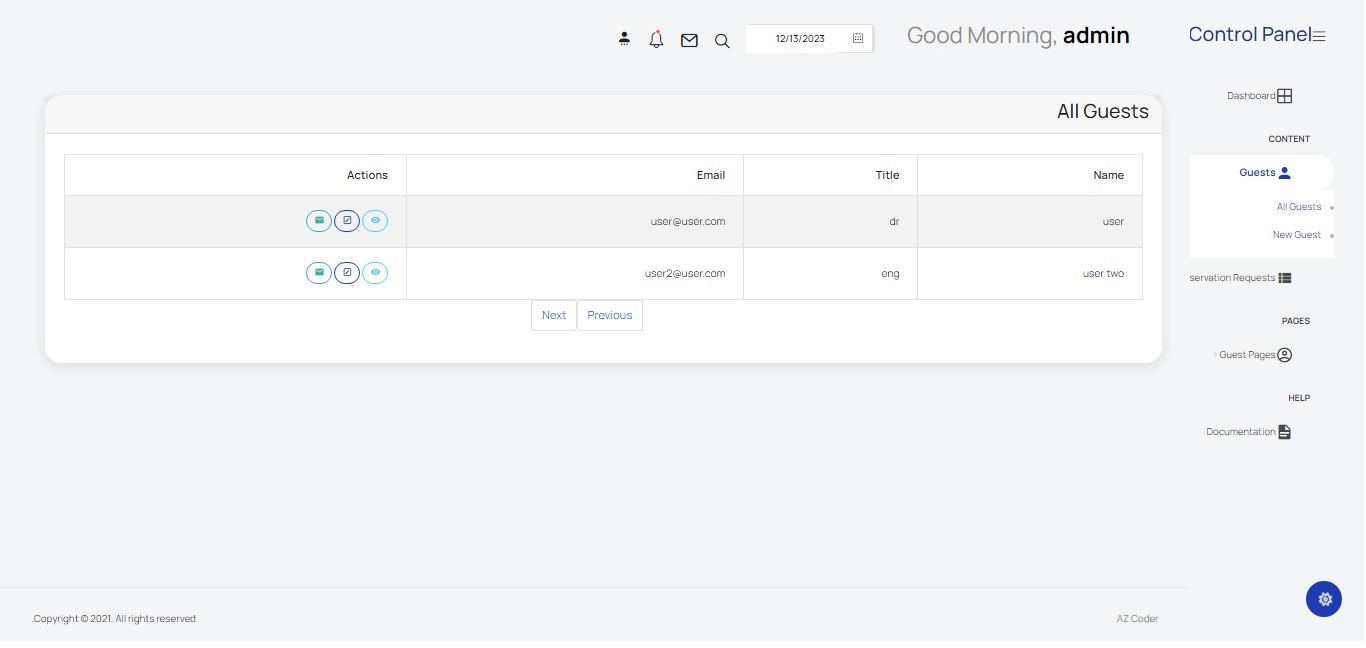 Control Panel
Good Morning, admin
12/13/2023
Dashboard
CONTENT
Guests
All Guests
New Guest
servation Requests
PAGES
Guest Pages
HELP
Documentation
All Guests
Name Title Email Actions
user dr user@user.com
user two eng user2@user.com
Next Previous
.Copyright © 2021. All rights reserved
AZ Coder